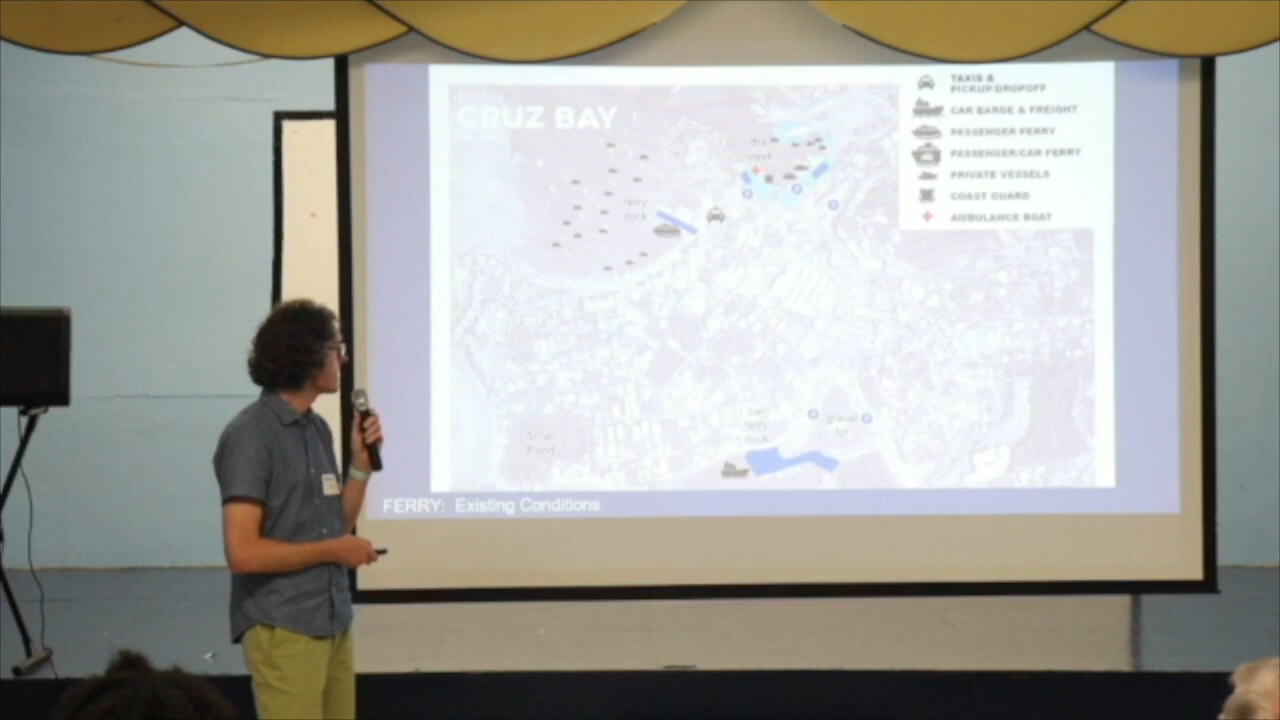 CRUZ BAY
TAXIS &
PICKUP/DROPOFF
CAR BARGE & FREIGHT
PASSENGER FERRY
PASSENGER/CAR FERRY
PRIVATE VESSELS
COAST GUARD
AMBULANCE BOAT
the
creek
ferry
dock
car
ferry
dock
gravel
lot
Small
Pond
FERRY: Existing Conditions